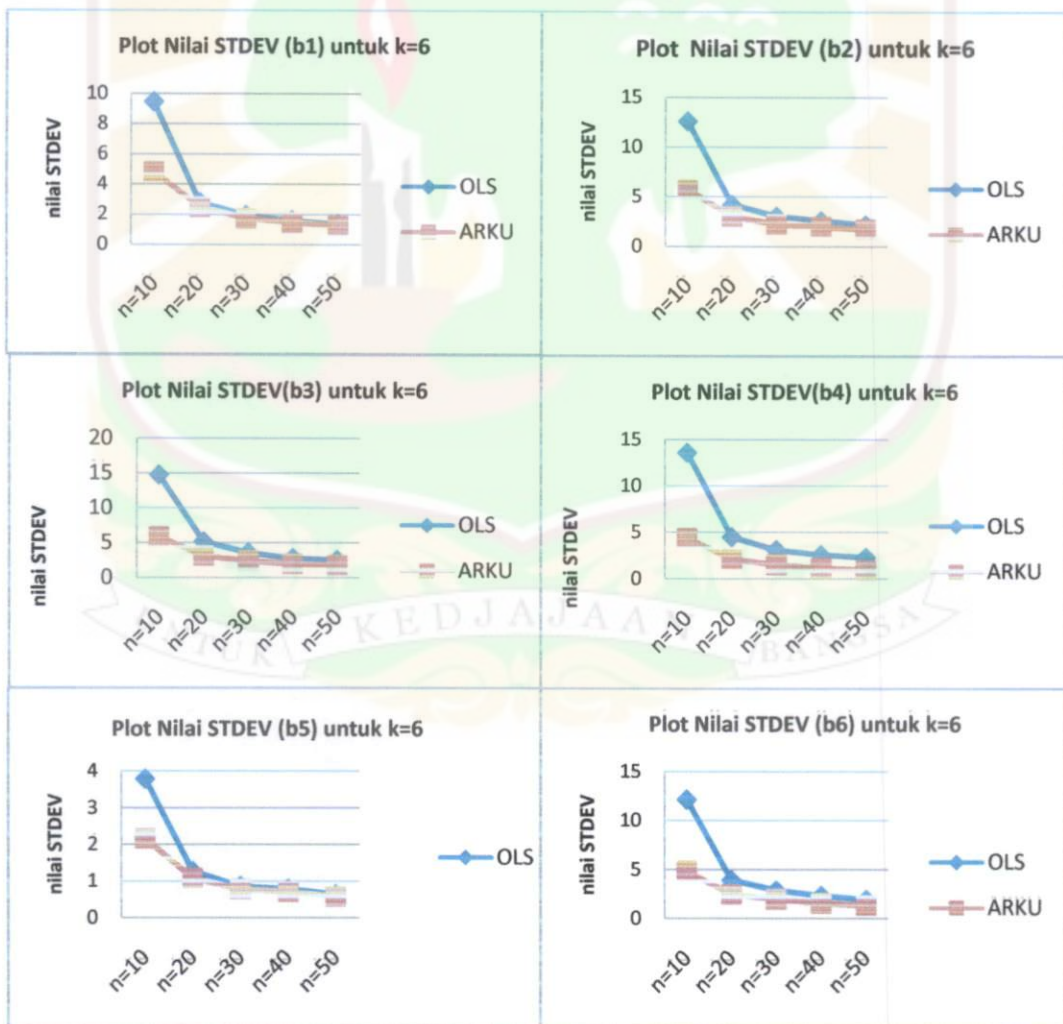 Plot Nilai STDEV (b1) untuk k=6
nilai STDEV
10
8
6
4
2
0
n=10 n=20 n=30 n=40 n=50
OLS
ARKU
Plot Nilai STDEV (b2) untuk k=6
nilai STDEV
15
10
5
0
n=10 n=20 n=30 n=40 n=50
OLS
ARKU
Plot Nilai STDEV(b3) untuk k=6
nilai STDEV
20
15
10
5
0
n=10 n=20 n=30 n=40 n=50
OLS
ARKU
Plot Nilai STDEV(b4) untuk k=6
nilai STDEV
15
10
5
0
n=10 n=20 n=30 n=40 n=50
OLS
ARKU
UNTUK KEDJAJAAN BANGSA
Plot Nilai STDEV (b5) untuk k=6
nilai STDEV
4
3
2
1
0
n=10 n=20 n=30 n=40 n=50
OLS
Plot Nilai STDEV (b6) untuk k=6
nilai STDEV
15
10
5
0
n=10 n=20 n=30 n=40 n=50
OLS
ARKU